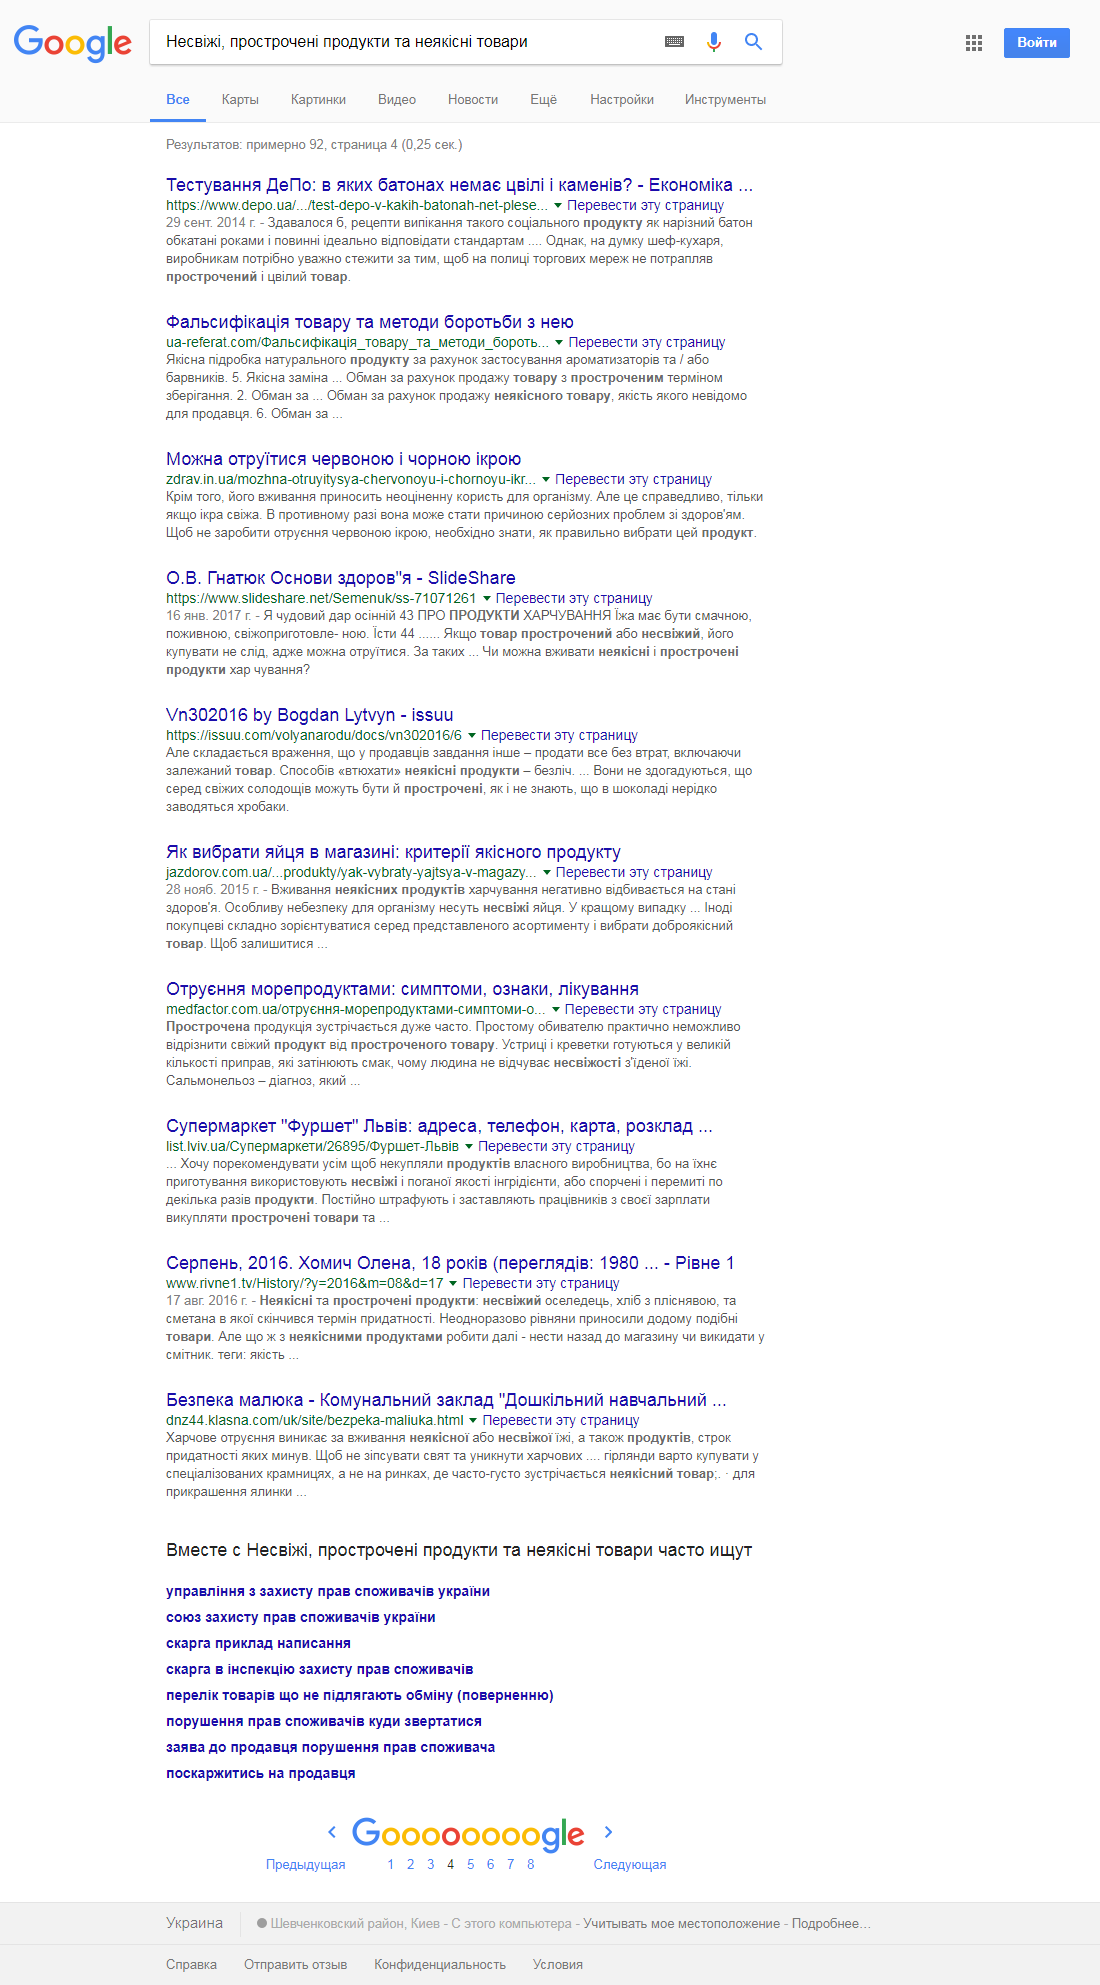 Google
Несвіжі, прострочені продукти та неякісні товари
Войти
Все Карты Картинки Видео Новости Ещё Настройки Инструменты
Результатов: примерно 92, страница 4 (0,25 сек.)
Тестування ДеПо: в яких батонах немає цвілі і каменів? - Економіка ...
https://www.depo.ua/.../test-depo-v-kakih-batonah-net-plese... Перевести эту страницу
29 сент. 2014 г. - Здавалося б, рецепти випікання такого соціального продукту як нарізний батон
обкатані роками і повинні ідеально відповідати стандартам .... Однак, на думку шеф-кухаря,
виробникам потрібно уважно стежити за тим, щоб на полиці торгових мереж не потрапляв
прострочений і цвілий товар.
Фальсифікація товару та методи боротьби з нею
ua-referat.com/Фальсифікація_товару_та_методи_бороть... Перевести эту страницу
Якісна підробка натурального продукту за рахунок застосування ароматизаторів та / або
барвників. 5. Якісна заміна ... Обман за рахунок продажу товару з простроченим терміном
зберігання. 2. Обман за ... Обман за рахунок продажу неякісного товару, якість якого невідомо
для продавця. 6. Обман за ...
Можна отруїтися червоною і чорною ікрою
zdrav.in.ua/mozhna-otruyitysya-chervonoyu-i-chornoyu-ikr... Перевести эту страницу
Крім того, його вживання приносить неоціненну користь для організму. Але це справедливо, тільки
якщо ікра свіжа. В противному разі вона може стати причиною серйозних проблем зі здоров'ям.
Щоб не заробити отруєння червоною ікрою, необхідно знати, як правильно вибрати цей продукт.
О.В. Гнатюк Основи здоров"я - SlideShare
https://www.slideshare.net/Semenuk/ss-71071261 Перевести эту страницу
16 янв. 2017 г. - Я чудовий дар осінній 43 ПРО ПРОДУКТИ ХАРЧУВАННЯ Їжа має бути смачною,
поживною, свіжоприготовле- ною. Їсти 44 ...... Якщо товар прострочений або несвіжий, його
купувати не слід, адже можна отруїтися. За таких ... Чи можна вживати неякісні і прострочені
продукти хар чування?
Vn302016 by Bogdan Lytvyn - issuu
https://issuu.com/volyanarodu/docs/vn302016/6 Перевести эту страницу
Але складається враження, що у продавців завдання інше – продати все без втрат, включаючи
залежаний товар. Способів «втюхати» неякісні продукти – безліч. ... Вони не здогадуються, що
серед свіжих солодощів можуть бути й прострочені, як і не знають, що в шоколаді нерідко
заводяться хробаки.
Як вибрати яйця в магазині: критерії якісного продукту
jazdorov.com.ua/...produkty/yak-vybraty-yajtsya-v-magazy... Перевести эту страницу
28 нояб. 2015 г. - Вживання неякісних продуктів харчування негативно відбивається на стані
здоров'я. Особливу небезпеку для організму несуть несвіжі яйця. У кращому випадку ... Іноді
покупцеві складно зорієнтуватися серед представленого асортименту і вибрати доброякісний
товар. Щоб залишитися ...
Отруєння морепродуктами: симптоми, ознаки, лікування
medfactor.com.ua/отруєння-морепродуктами-симптоми-о... Перевести эту страницу
Прострочена продукція зустрічається дуже часто. Простому обивателю практично неможливо
відрізнити свіжий продукт від простроченого товару. Устриці і креветки готуються у великій
кількості приправ, які затінюють смак, чому людина не відчуває несвіжості з'їденої їжі.
Сальмонельоз – діагноз, який ...
Супермаркет "Фуршет" Львів: адреса, телефон, карта, розклад ...
list.lviv.ua/Супермаркети/26895/Фуршет-Львів Перевести эту страницу
... Хочу порекомендувати усім щоб некупляли продуктів власного виробництва, бо на їхнє
приготування використовують несвіжі і поганої якості інгрідієнти, або спорчені і перемиті по
декілька разів продукти. Постійно штрафують і заставляють працівників з своєї зарплати
викупляти прострочені товари та ...
Серпень, 2016. Хомич Олена, 18 років (переглядів: 1980 ... - Рівне 1
www.rivne1.tv/History/?y=2016&m=08&d=17 Перевести эту страницу
17 авг. 2016 г. - Неякісні та прострочені продукти: несвіжий оселедець, хліб з пліснявою, та
сметана в якої скінчився термін придатності. Неодноразово рівняни приносили додому подібні
товари. Але що ж з неякісними продуктами робити далі - нести назад до магазину чи викидати у
смітник. теги: якість ...
Безпека малюка - Комунальний заклад "Дошкільний навчальний ...
dnz44.klasna.com/uk/site/bezpeka-maliuka.html Перевести эту страницу
Харчове отруєння виникає за вживання неякісної або несвіжої їжі, а також продуктів, строк
придатності яких минув. Щоб не зіпсувати свят та уникнути харчових .... гірлянди варто купувати у
спеціалізованих крамницях, а не на ринках, де часто-густо зустрічається неякісний товар;. · для
прикрашення ялинки ...
Вместе с Несвіжі, прострочені продукти та неякісні товари часто ищут
управління з захисту прав споживачів україни
союз захисту прав споживачів україни
скарга приклад написання
скарга в інспекцію захисту прав споживачів
перелік товарів що не підлягають обміну (поверненню)
порушення прав споживачів куди звертатися
заява до продавця порушення прав споживача
поскаржитись на продавця
Goooooooogle
Предыдущая 1 2 3 4 5 6 7 8 Следующая
Украина Шевченковский район, Киев - С этого компьютера - Учитывать мое местоположение - Подробнее…
Справка Отправить отзыв Конфиденциальность Условия